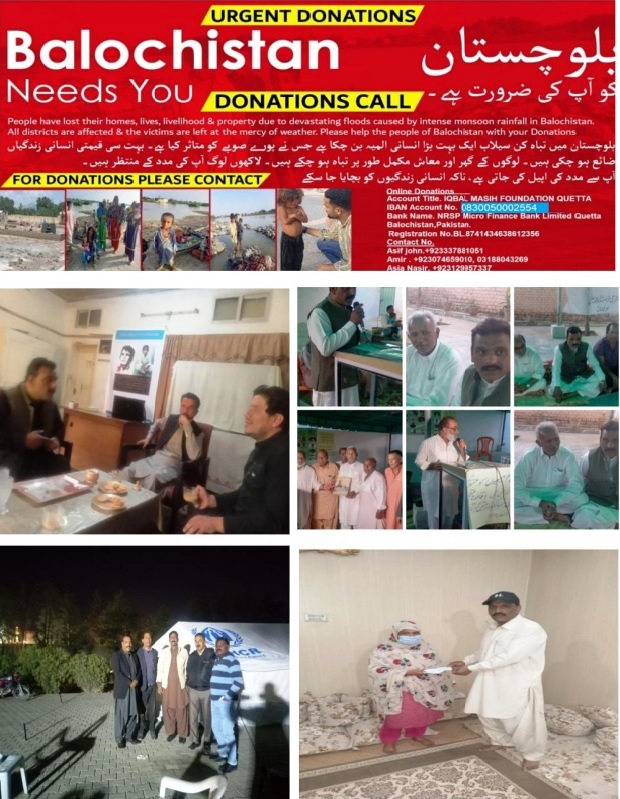 URGENT DONATIONS
Balochistan
Needs You
DONATIONS CALL
بلوچستان
کو آپ کی ضرورت ہے۔
People have lost their homes, lives, livelihood & property due to devastating floods caused by intense monsoon rainfall in Balochistan.
All districts are affected & the victims are left at the mercy of weather. Please help the people of Balochistan with your Donations
بلوچستان میں تباہ کن سیلاب ایک بہت بڑا انسانی المیہ بن چکا ہے جس نے پورے صوبے کو متاثر کیا ہے۔ بہت سی قیمتی انسانی زندگیاں
ضائع ہو چکی ہیں۔ لوگوں کے گھر اور معاش مکمل طور پر تباہ ہو چکے ہیں۔ لاکھوں لوگ آپ کی مدد کے منتظر ہیں۔
آپ سے مدد کی اپیل کی جاتی ہے، تاکہ انسانی زندگیوں کو بچایا جا سکے
FOR DONATIONS PLEASE CONTACT
Online Donations
Account Title. IQBAL MASIH FOUNDATION QUETTA
IBAN Account No. 0830O50002554
Bank Name. NRSP Micro Finance Bank Limited Quetta
Balochistan,Pakistan.
Registration No.BL.8741434638612356
Contact No.
Asif john.+923337881051
Amir . +923074659010, 03188043269
Asia Nasir. +923129957337